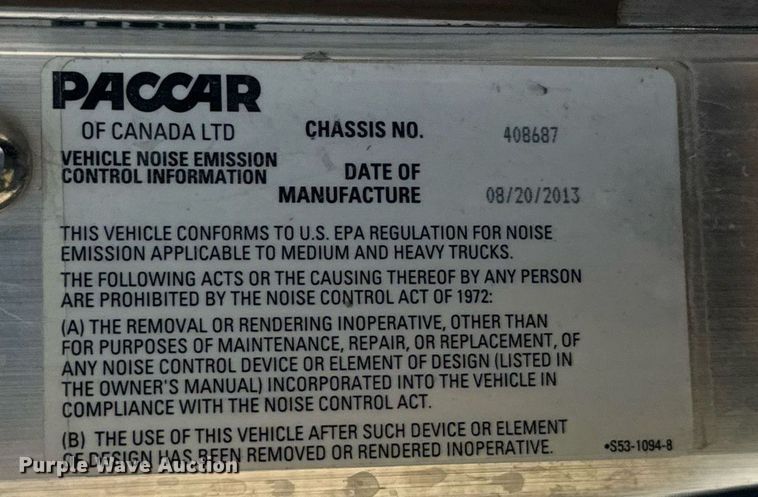 PACCAR
OF CANADA LTD
CHASSIS NO. 408687
VEHICLE NOISE EMISSION
CONTROL INFORMATION
DATE OF
MANUFACTURE 08/20/2013
THIS VEHICLE CONFORMS TO U.S. EPA REGULATION FOR NOISE
EMISSION APPLICABLE TO MEDIUM AND HEAVY TRUCKS.
THE FOLLOWING ACTS OR THE CAUSING THEREOF BY ANY PERSON
ARE PROHIBITED BY THE NOISE CONTROL ACT OF 1972:
(A) THE REMOVAL OR RENDERING INOPERATIVE, OTHER THAN
FOR PURPOSES OF MAINTENANCE, REPAIR, OR REPLACEMENT, OF
ANY NOISE CONTROL DEVICE OR ELEMENT OF DESIGN (LISTED IN
THE OWNER'S MANUAL) INCORPORATED INTO THE VEHICLE IN
COMPLIANCE WITH THE NOISE CONTROL ACT.
(B) THE USE OF THIS VEHICLE AFTER SUCH DEVICE OR ELEMENT
OF DESIGN HAS BEEN REMOVED OR RENDERED INOPERATIVE.
•S53-1094-8
Purple Wave Auction